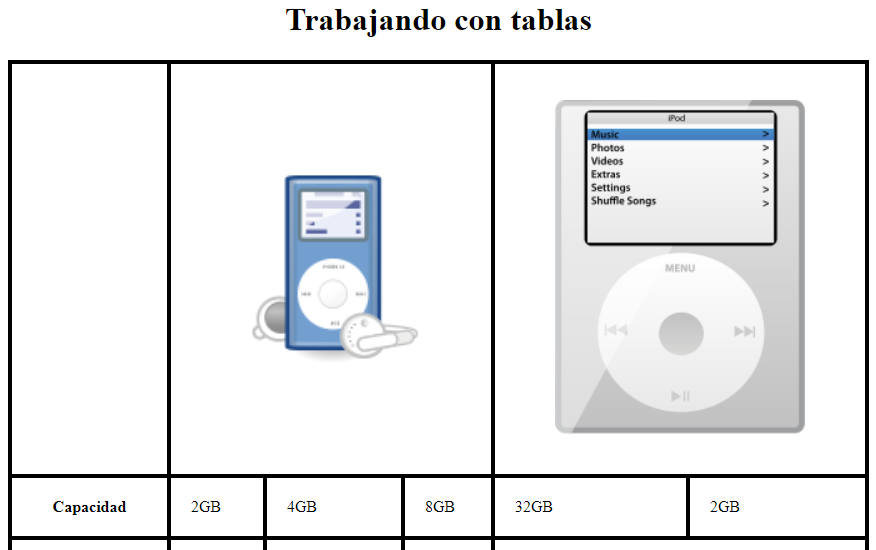 Trabajando con tablas
iPod
Music >
Photos >
Videos >
Extras >
Settings >
Shuffle Songs >
MENU
Capacidad 2GB 4GB 8GB 32GB 2GB